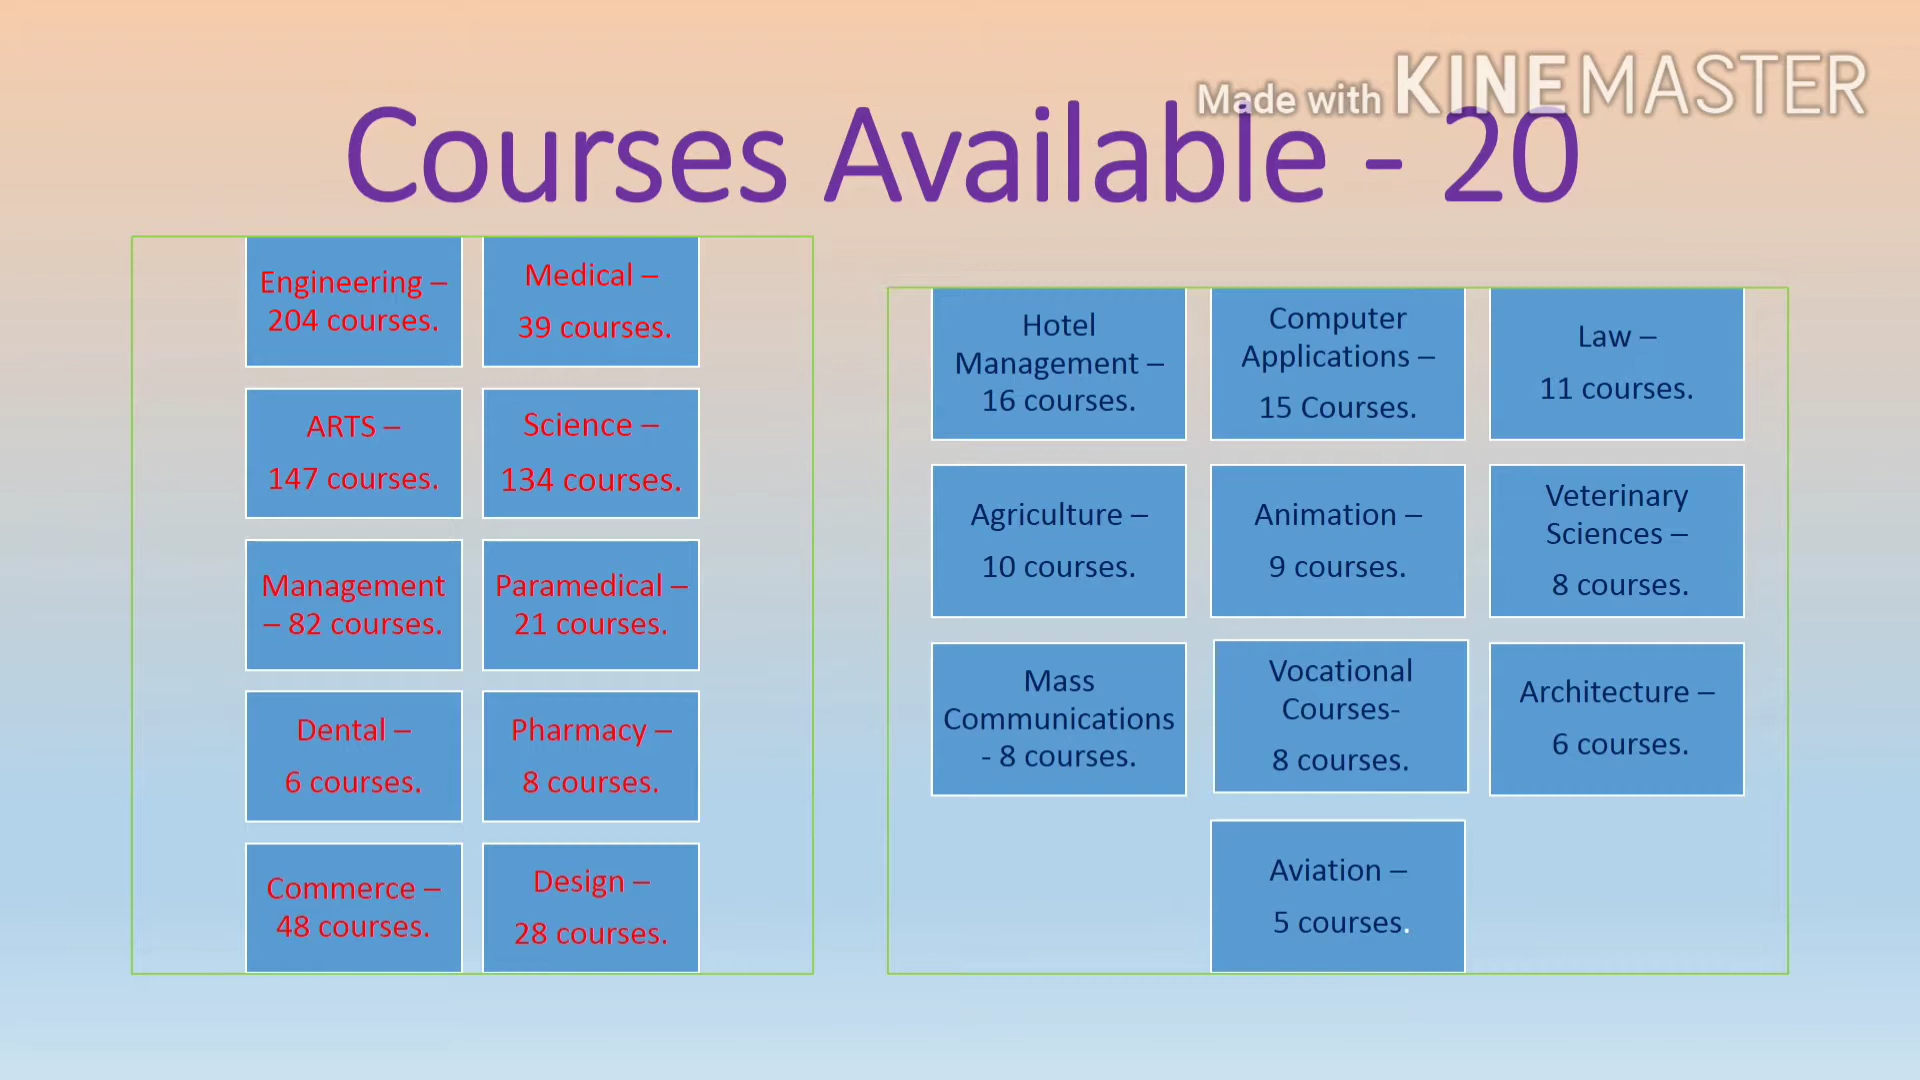 Made with KINEMASTER
Courses Available - 20
Engineering –
204 courses.
Medical –
39 courses.
ARTS –
147 courses.
Science –
134 courses.
Management
– 82 courses.
Paramedical –
21 courses.
Dental –
6 courses.
Pharmacy –
8 courses.
Commerce –
48 courses.
Design –
28 courses.
Hotel
Management –
16 courses.
Computer
Applications –
15 Courses.
Law –
11 courses.
Agriculture –
10 courses.
Animation –
9 courses.
Veterinary
Sciences –
8 courses.
Mass
Communications
- 8 courses.
Vocational
Courses-
8 courses.
Architecture –
6 courses.
Aviation –
5 courses.